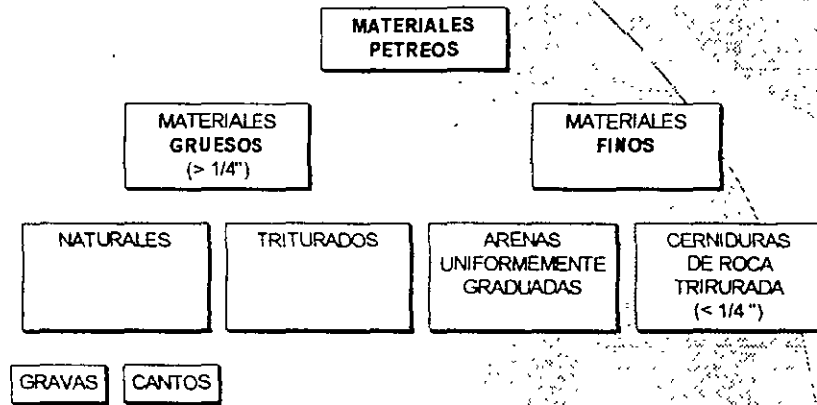 MATERIALES
PETREOS
MATERIALES
GRUESOS
(> 1/4")
MATERIALES
FINOS
NATURALES
TRITURADOS
ARENAS
UNIFORMEMENTE
GRADUADAS
CERNIDURAS
DE ROCA
TRIRURADA
(< 1/4 ")
GRAVAS
CANTOS